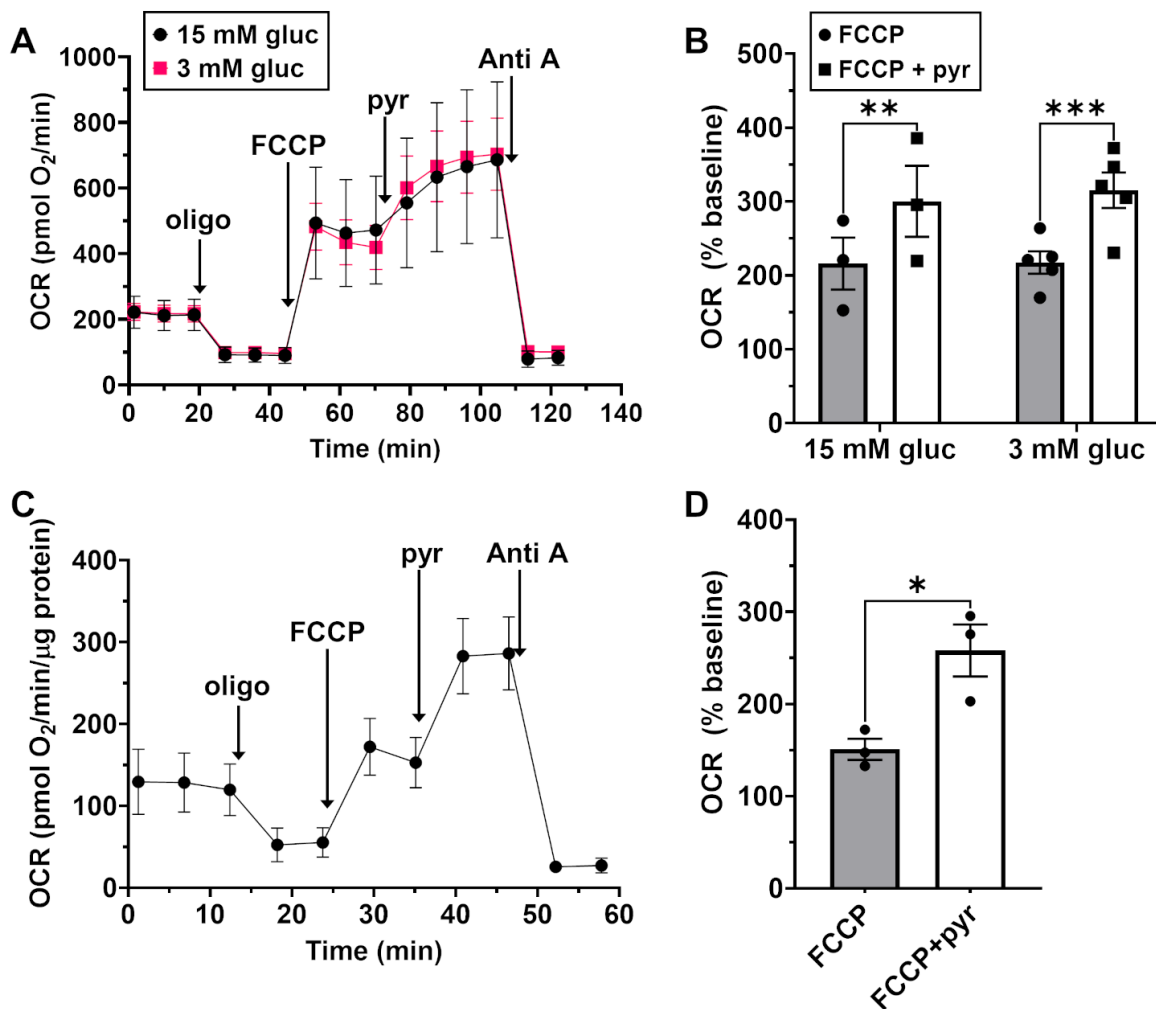 A
15 mM gluc
3 mM gluc
OCR (pmol O₂/min)
1000
800
600
400
200
0
oligo
FCCP
pyr
Anti A
0 20 40 60 80 100 120 140
Time (min)
B
FCCP
FCCP + pyr
OCR (% baseline)
500
400
300
200
100
0
**
***
15 mM gluc
3 mM gluc
C
OCR (pmol O₂/min/µg protein)
400
300
200
100
0
oligo
FCCP
pyr
Anti A
0 10 20 30 40 50 60
Time (min)
D
OCR (% baseline)
400
300
200
100
0
*
FCCP
FCCP+pyr